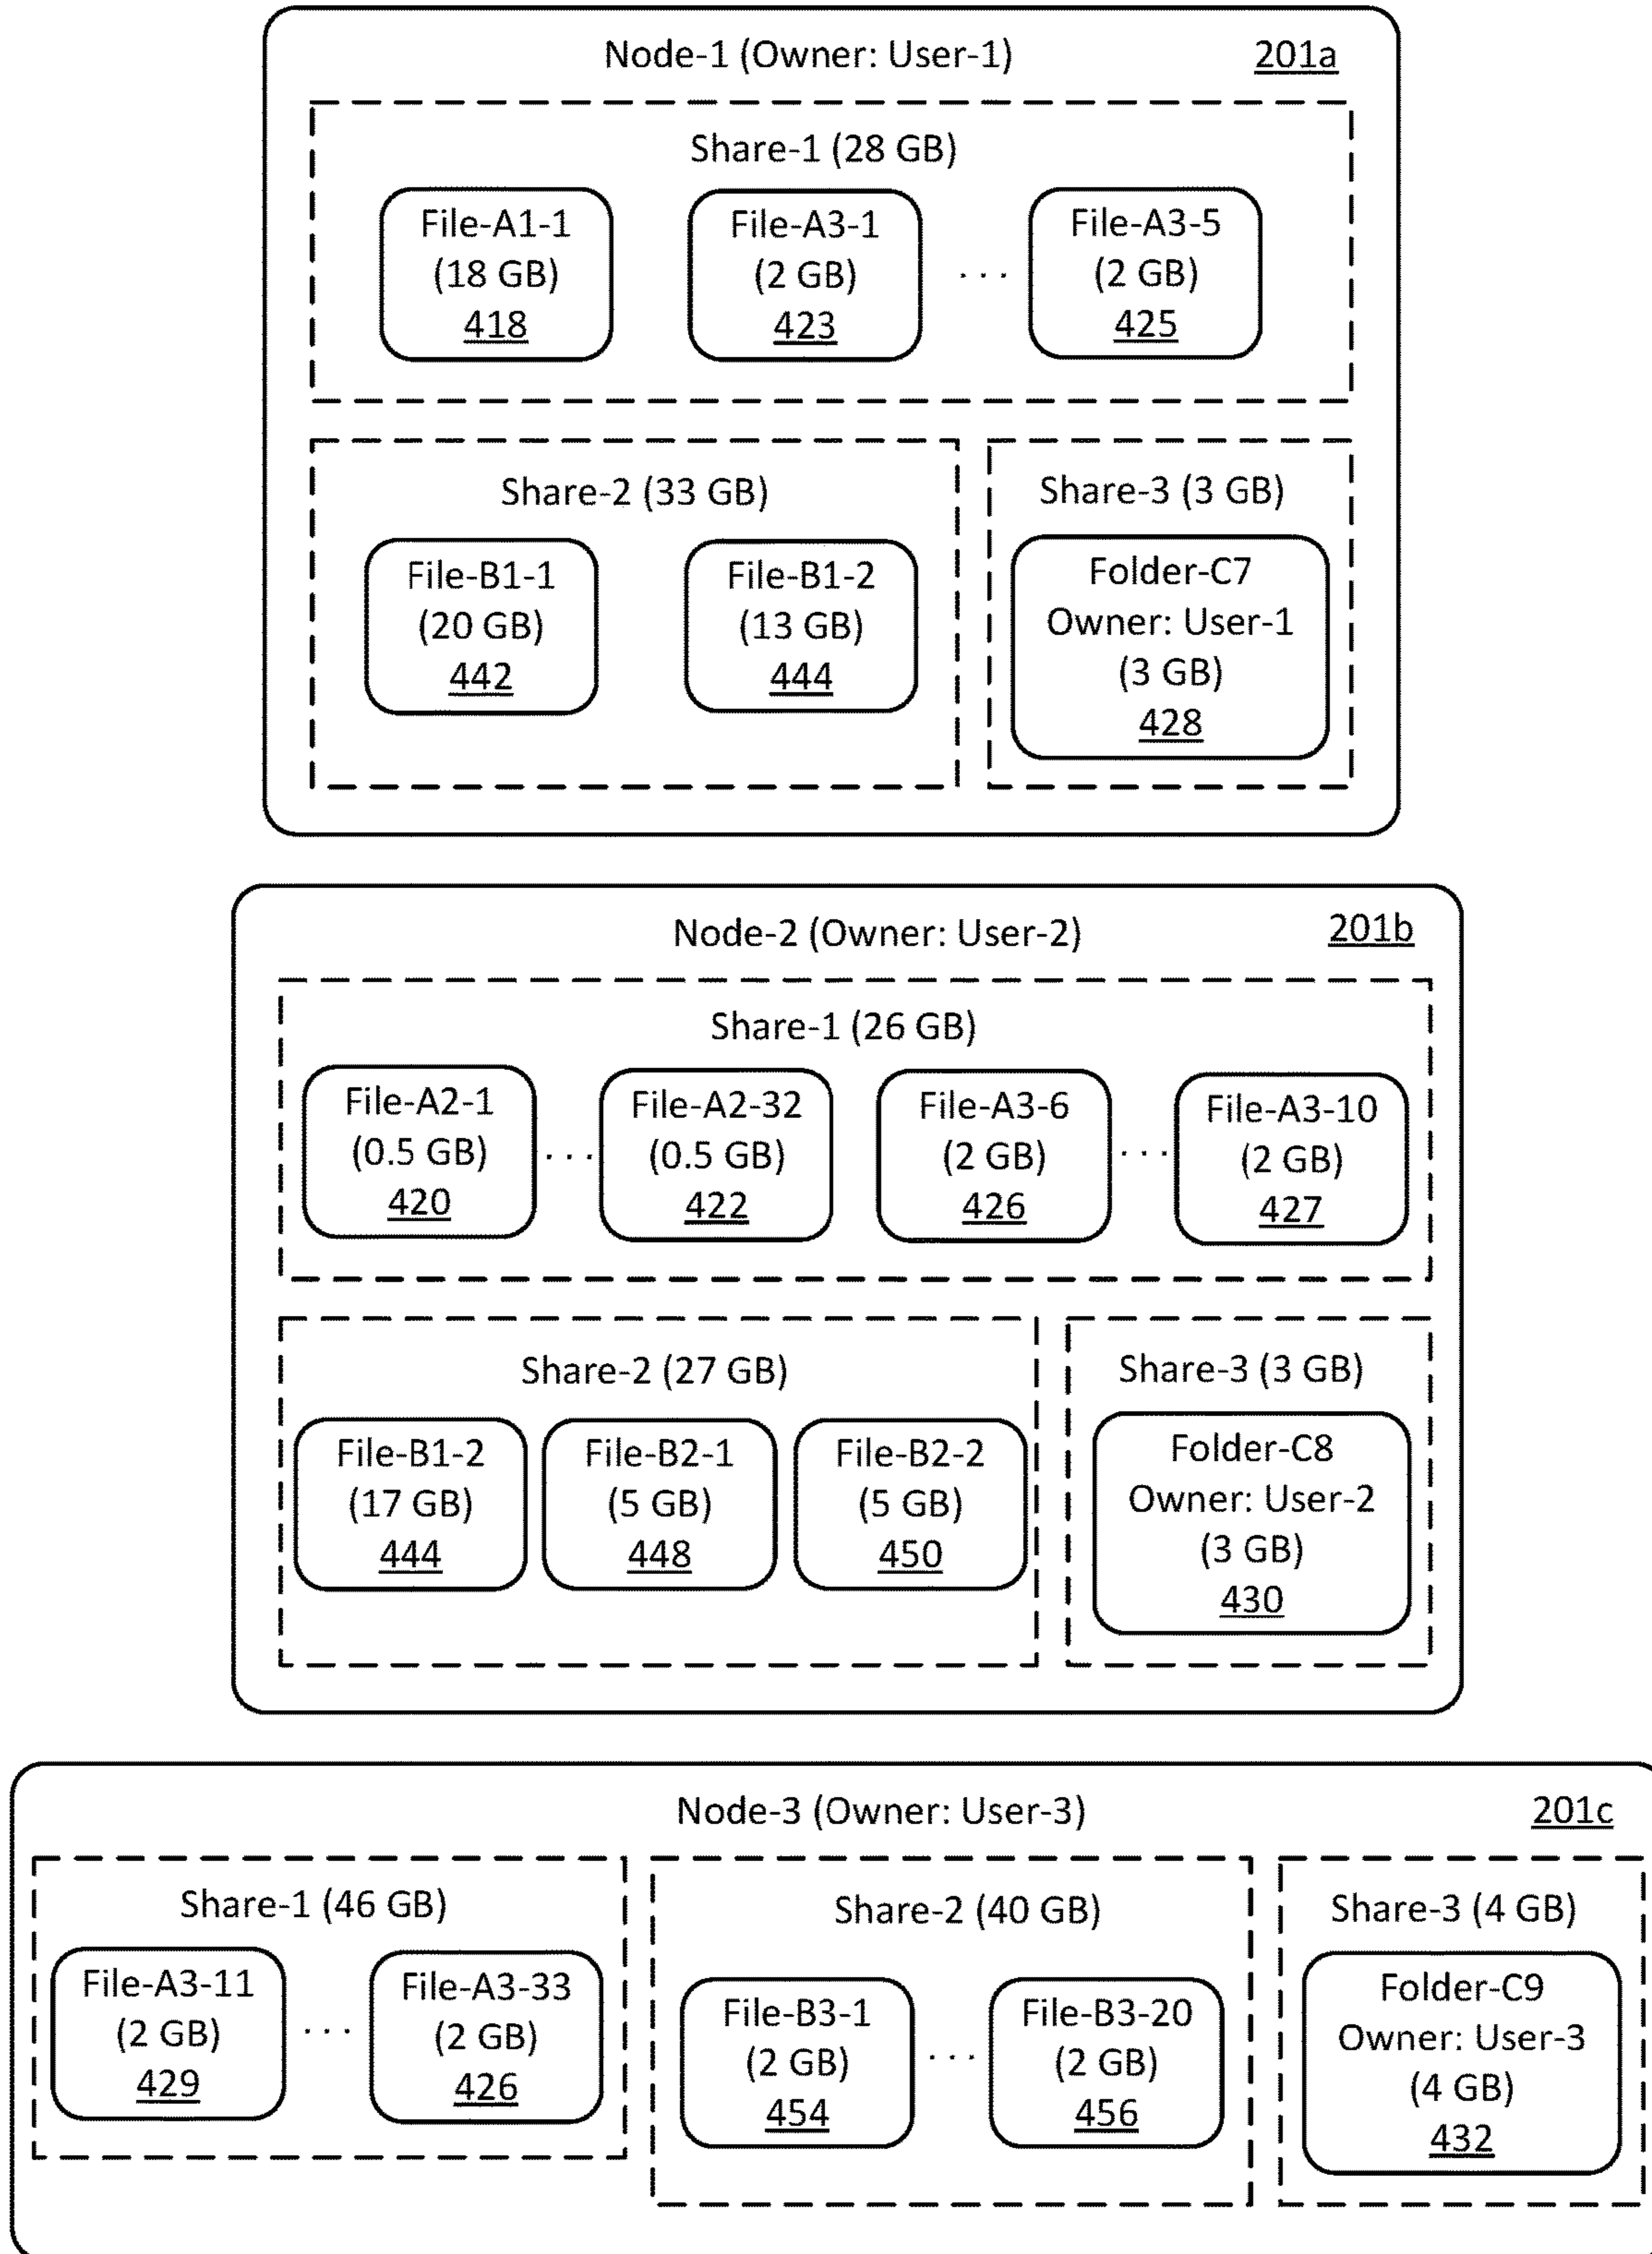 Node-1 (Owner: User-1)
201a
Share-1 (28 GB)
File-A1-1
(18 GB)
418
File-A3-1
(2 GB)
423
. . .
File-A3-5
(2 GB)
425
Share-2 (33 GB)
File-B1-1
(20 GB)
442
File-B1-2
(13 GB)
444
Share-3 (3 GB)
Folder-C7
Owner: User-1
(3 GB)
428
Node-2 (Owner: User-2)
201b
Share-1 (26 GB)
File-A2-1
(0.5 GB)
420
. . .
File-A2-32
(0.5 GB)
422
File-A3-6
(2 GB)
426
. . .
File-A3-10
(2 GB)
427
Share-2 (27 GB)
File-B1-2
(17 GB)
444
File-B2-1
(5 GB)
448
File-B2-2
(5 GB)
450
Share-3 (3 GB)
Folder-C8
Owner: User-2
(3 GB)
430
Node-3 (Owner: User-3)
201c
Share-1 (46 GB)
File-A3-11
(2 GB)
429
. . .
File-A3-33
(2 GB)
426
Share-2 (40 GB)
File-B3-1
(2 GB)
454
. . .
File-B3-20
(2 GB)
456
Share-3 (4 GB)
Folder-C9
Owner: User-3
(4 GB)
432